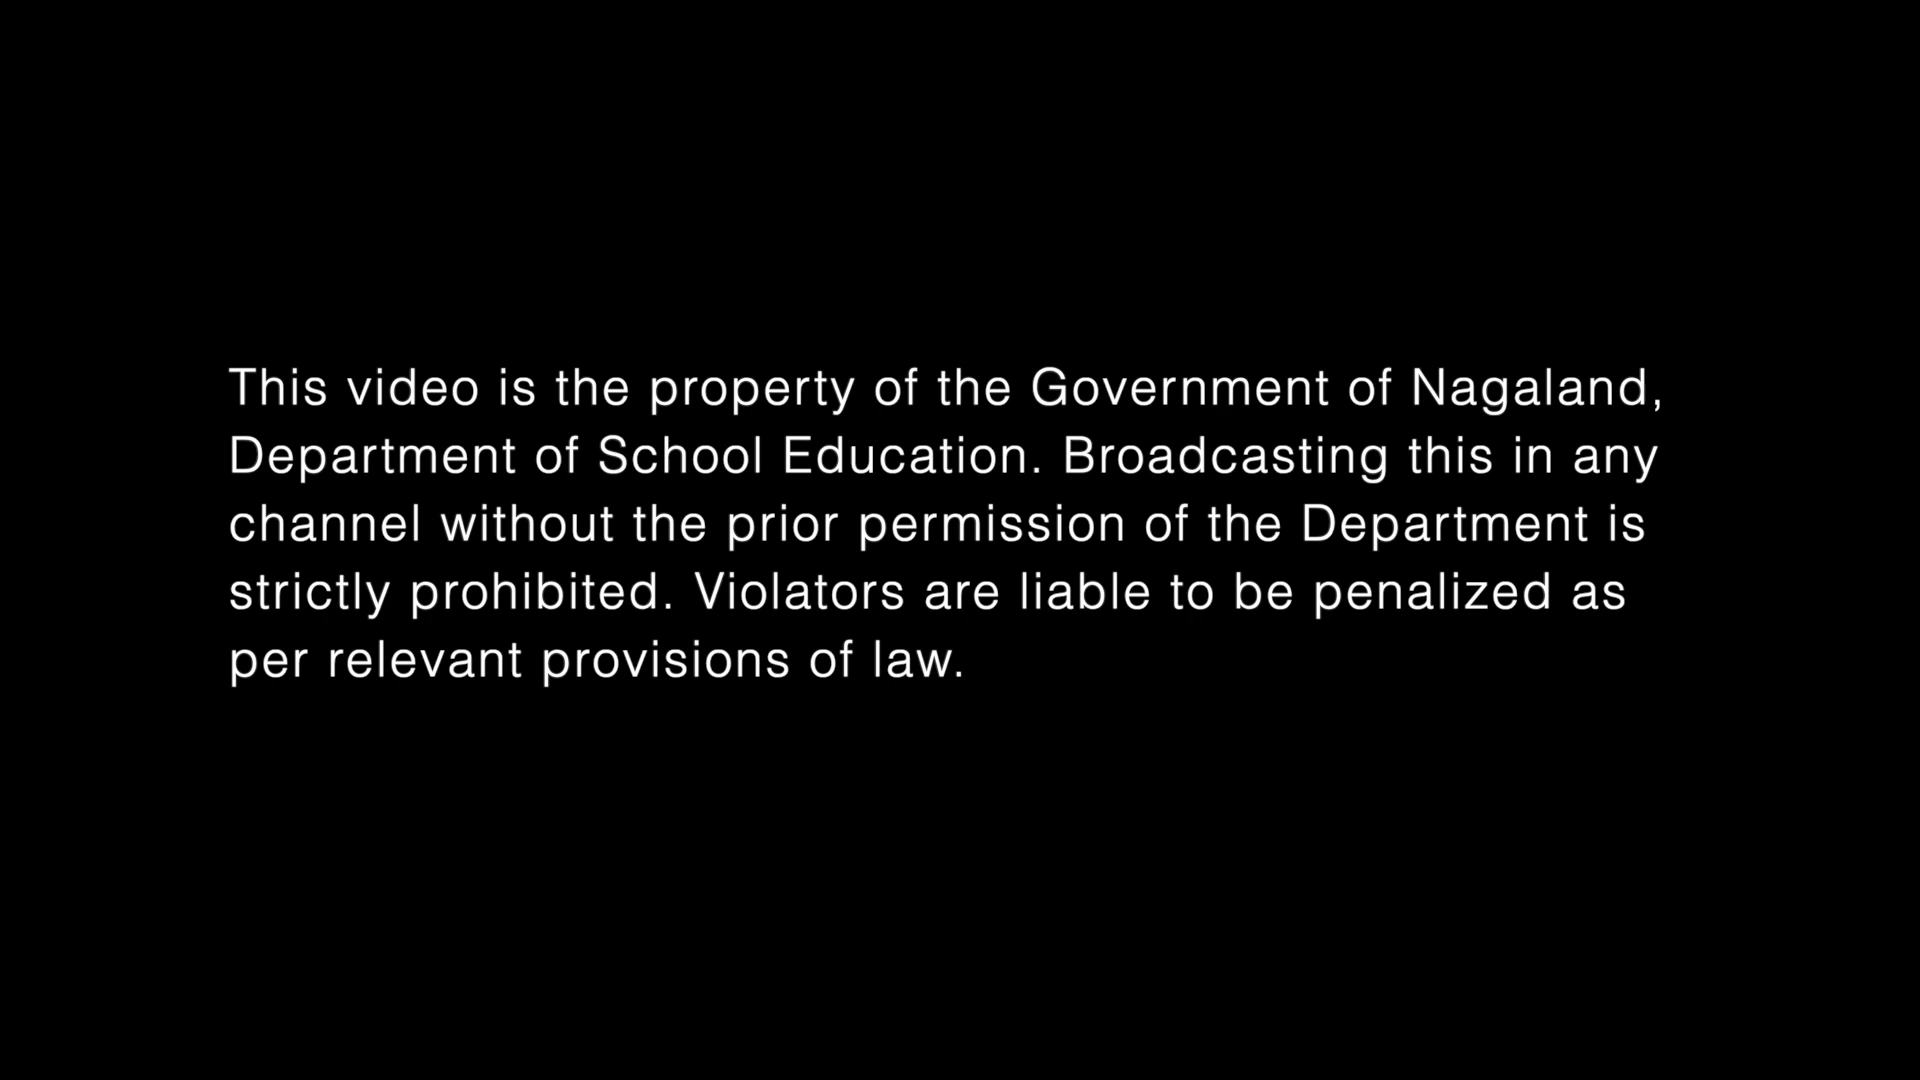 This video is the property of the Government of Nagaland,
Department of School Education. Broadcasting this in any
channel without the prior permission of the Department is
strictly prohibited. Violators are liable to be penalized as
per relevant provisions of law.